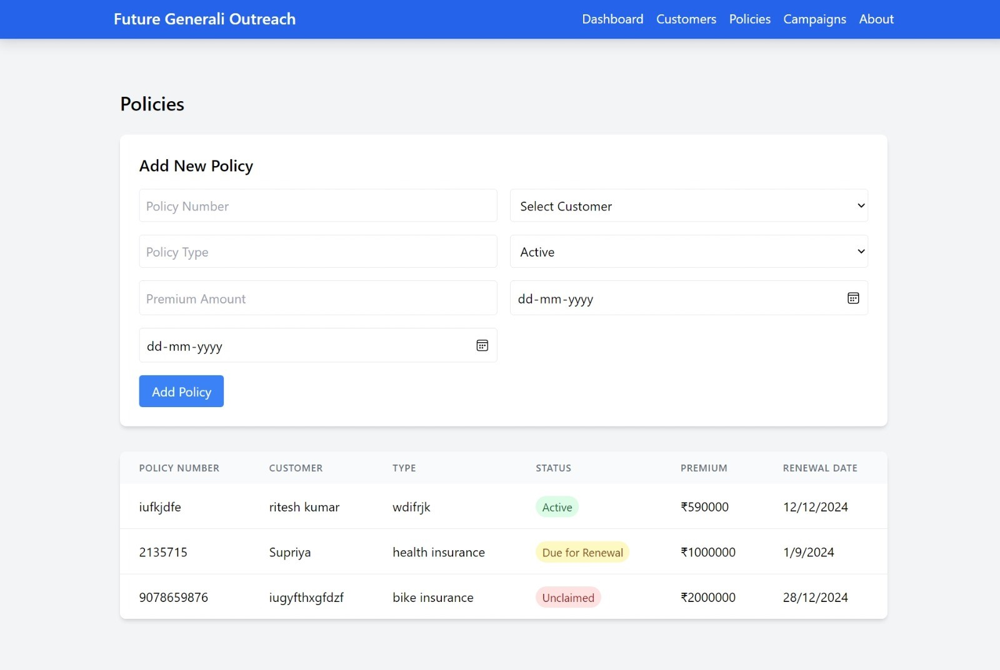 Future Generali Outreach
Dashboard Customers Policies Campaigns About
Policies
Add New Policy
Policy Number
Select Customer
Policy Type
Active
Premium Amount
dd-mm-yyyy
dd-mm-yyyy
Add Policy
POLICY NUMBER CUSTOMER TYPE STATUS PREMIUM RENEWAL DATE
iufkjdfe ritesh kumar wdifrjk Active ₹590000 12/12/2024
2135715 Supriya health insurance Due for Renewal ₹1000000 1/9/2024
9078659876 iugyfthxgfdzf bike insurance Unclaimed ₹2000000 28/12/2024